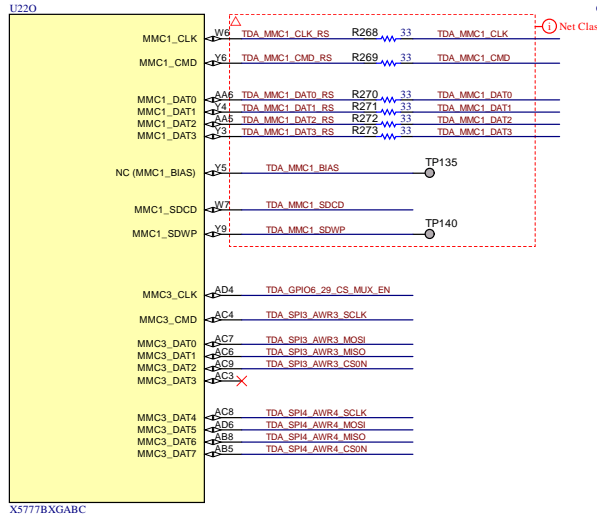 U22O
MMC1_CLK W6 TDA_MMC1_CLK_RS R268 33 TDA_MMC1_CLK
i Net Clas
MMC1_CMD Y6 TDA_MMC1_CMD_RS R269 33 TDA_MMC1_CMD
MMC1_DAT0 AA6 TDA_MMC1_DAT0_RS R270 33 TDA_MMC1_DAT0
MMC1_DAT1 Y4 TDA_MMC1_DAT1_RS R271 33 TDA_MMC1_DAT1
MMC1_DAT2 AA5 TDA_MMC1_DAT2_RS R272 33 TDA_MMC1_DAT2
MMC1_DAT3 Y3 TDA_MMC1_DAT3_RS R273 33 TDA_MMC1_DAT3
NC (MMC1_BIAS) Y5 TDA_MMC1_BIAS TP135
MMC1_SDCD W7 TDA_MMC1_SDCD
MMC1_SDWP Y9 TDA_MMC1_SDWP TP140
MMC3_CLK AD4 TDA_GPIO6_29_CS_MUX_EN
MMC3_CMD AC4 TDA_SPI3_AWR3_SCLK
MMC3_DAT0 AC7 TDA_SPI3_AWR3_MOSI
MMC3_DAT1 AC6 TDA_SPI3_AWR3_MISO
MMC3_DAT2 AC9 TDA_SPI3_AWR3_CS0N
MMC3_DAT3 AC3
MMC3_DAT4 AC8 TDA_SPI4_AWR4_SCLK
MMC3_DAT5 AD6 TDA_SPI4_AWR4_MOSI
MMC3_DAT6 AB8 TDA_SPI4_AWR4_MISO
MMC3_DAT7 AB5 TDA_SPI4_AWR4_CS0N
X5777BXGABC